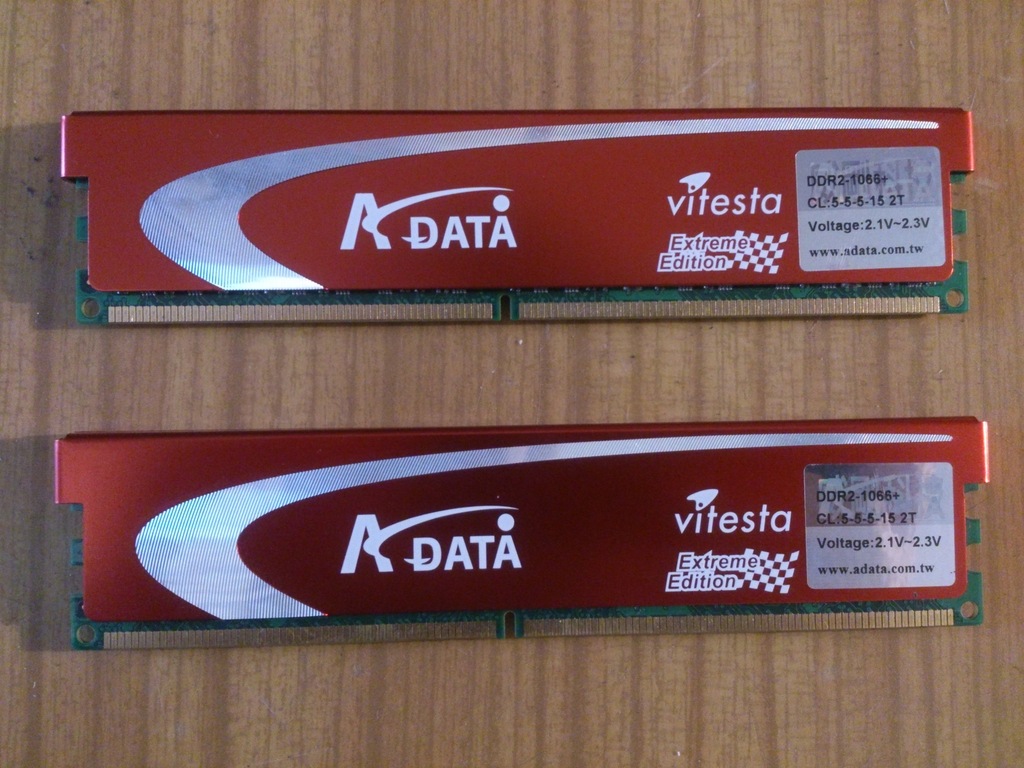 A DATA
vitesta
Extreme
Edition
DDR2-1066+
CL:5-5-5-15 2T
Voltage:2.1V~2.3V
www.adata.com.tw
A DATA
vitesta
Extreme
Edition
DDR2-1066+
CL:5-5-5-15 2T
Voltage:2.1V~2.3V
www.adata.com.tw